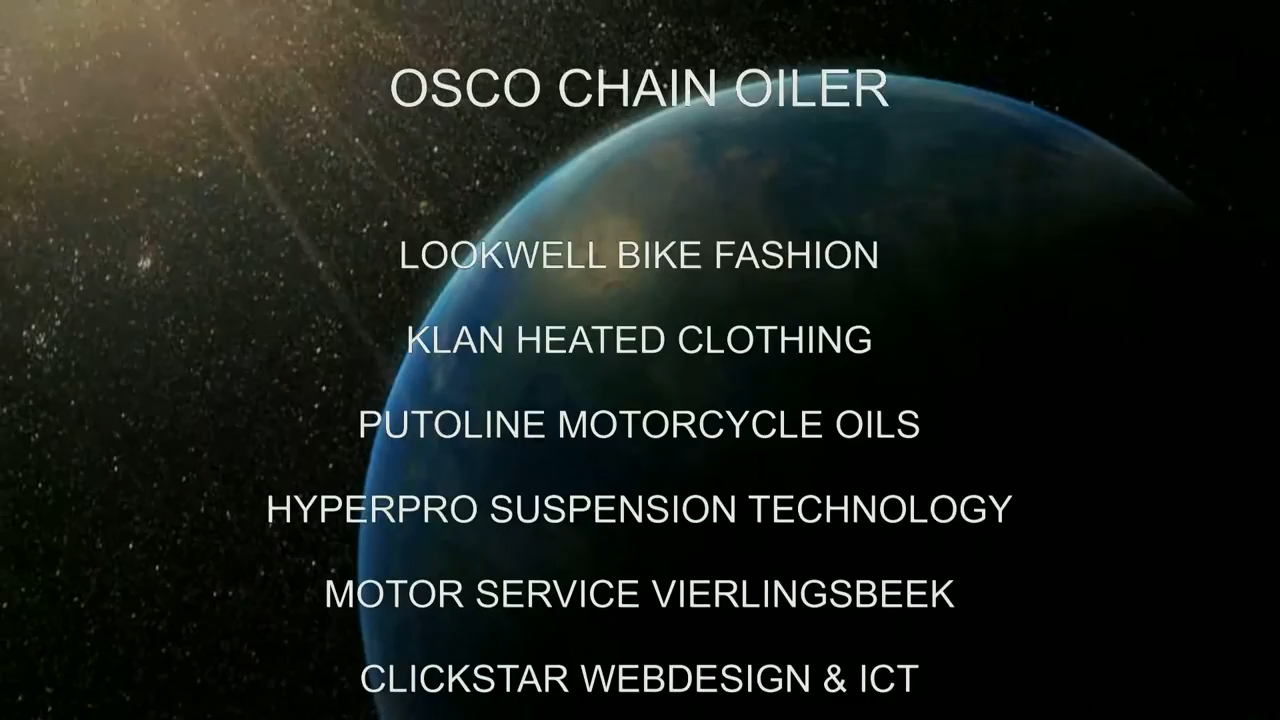 OSCO CHAIN OILER
LOOKWELL BIKE FASHION
KLAN HEATED CLOTHING
PUTOLINE MOTORCYCLE OILS
HYPERPRO SUSPENSION TECHNOLOGY
MOTOR SERVICE VIERLINGSBEEK
CLICKSTAR WEBDESIGN & ICT